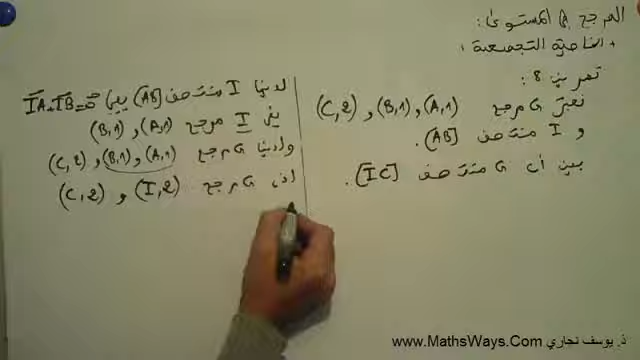 المرجح في المستوى:
+ الخاصية التجميعية:
تمرين 8:
نعتبر G مرجح (A,1) و (B,1) و (C,2)
و I منتصف [AB].
بين أن G منتصف [IC].
لدينا I منتصف [AB] يعني IA+IB=0
يعني I مرجح (A,1) و (B,1)
ولدينا G مرجح (A,1) و (B,1) و (C,2)
إذن G مرجح (I,2) و (C,2)
ذ. يوسف نجاري www.MathsWays.Com